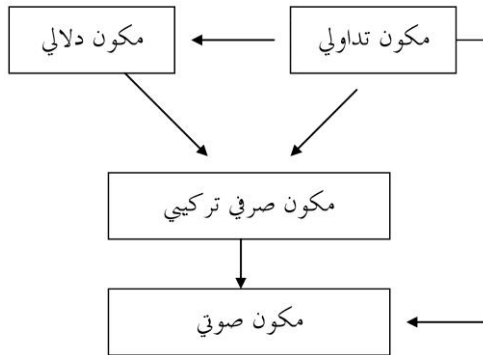 مكون تداولي
مكون دلالي
مكون صرفي تركيبي
مكون صوتي